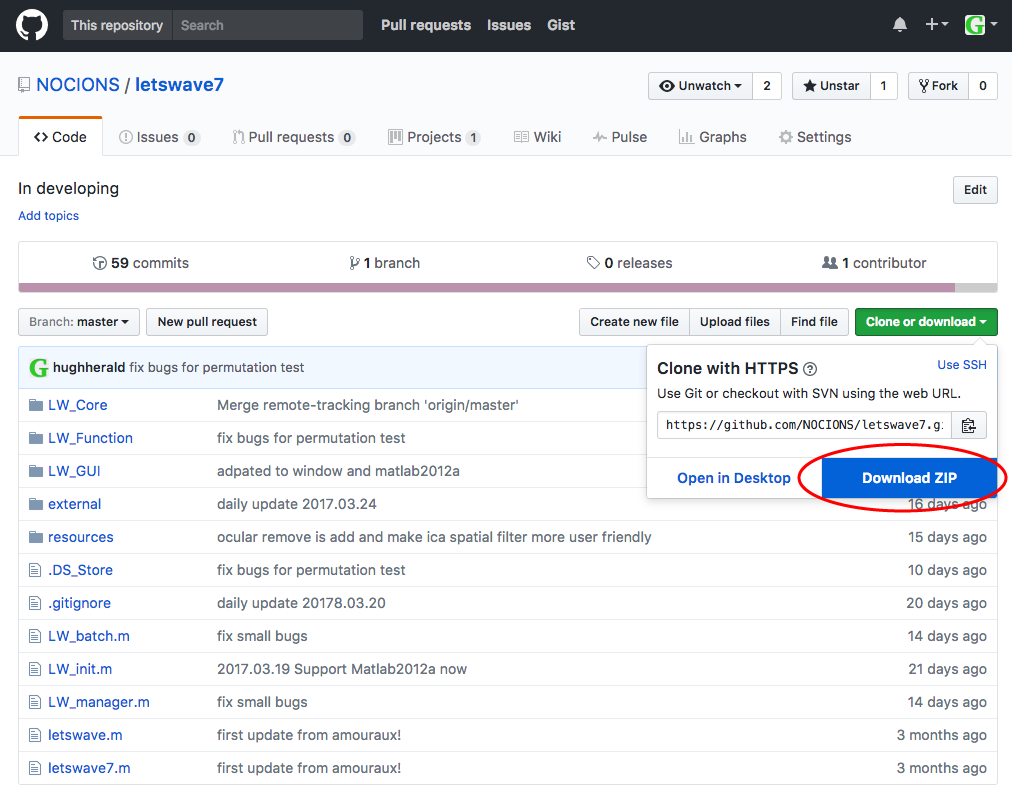 This repository Search Pull requests Issues Gist
NOCIONS / letswave7 Unwatch 2 Unstar 1 Fork 0
Code Issues 0 Pull requests 0 Projects 1 Wiki Pulse Graphs Settings
In developing Edit
Add topics
59 commits 1 branch 0 releases 1 contributor
Branch: master New pull request Create new file Upload files Find file Clone or download
G hughherald fix bugs for permutation test
Clone with HTTPS ? Use SSH
Use Git or checkout with SVN using the web URL.
https://github.com/NOCIONS/letswave7.gi
Open in Desktop Download ZIP
LW_Core Merge remote-tracking branch 'origin/master'
LW_Function fix bugs for permutation test
LW_GUI adpated to window and matlab2012a
external daily update 2017.03.24 16 days ago
resources ocular remove is add and make ica spatial filter more user friendly 15 days ago
.DS_Store fix bugs for permutation test 10 days ago
.gitignore daily update 20178.03.20 20 days ago
LW_batch.m fix small bugs 14 days ago
LW_init.m 2017.03.19 Support Matlab2012a now 21 days ago
LW_manager.m fix small bugs 14 days ago
letswave.m first update from amouraux! 3 months ago
letswave7.m first update from amouraux! 3 months ago